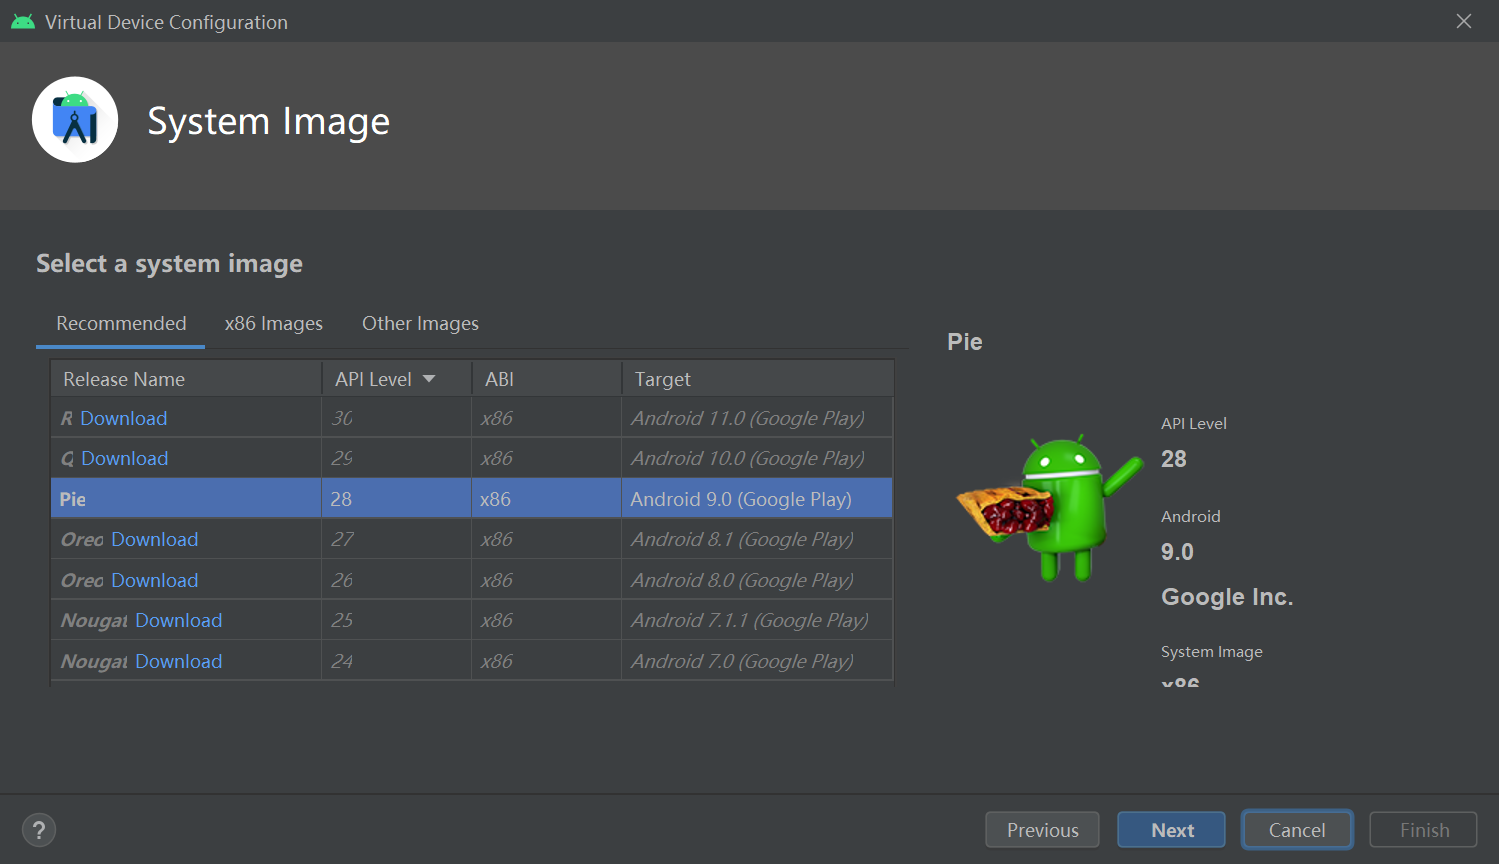 Virtual Device Configuration
System Image
Select a system image
Recommended x86 Images Other Images
Release Name API Level ABI Target
R Download 30 x86 Android 11.0 (Google Play)
Q Download 29 x86 Android 10.0 (Google Play)
Pie 28 x86 Android 9.0 (Google Play)
Oreo Download 27 x86 Android 8.1 (Google Play)
Oreo Download 26 x86 Android 8.0 (Google Play)
Nougat Download 25 x86 Android 7.1.1 (Google Play)
Nougat Download 24 x86 Android 7.0 (Google Play)
Pie
API Level
28
Android
9.0
Google Inc.
System Image
x86
? Previous Next Cancel Finish